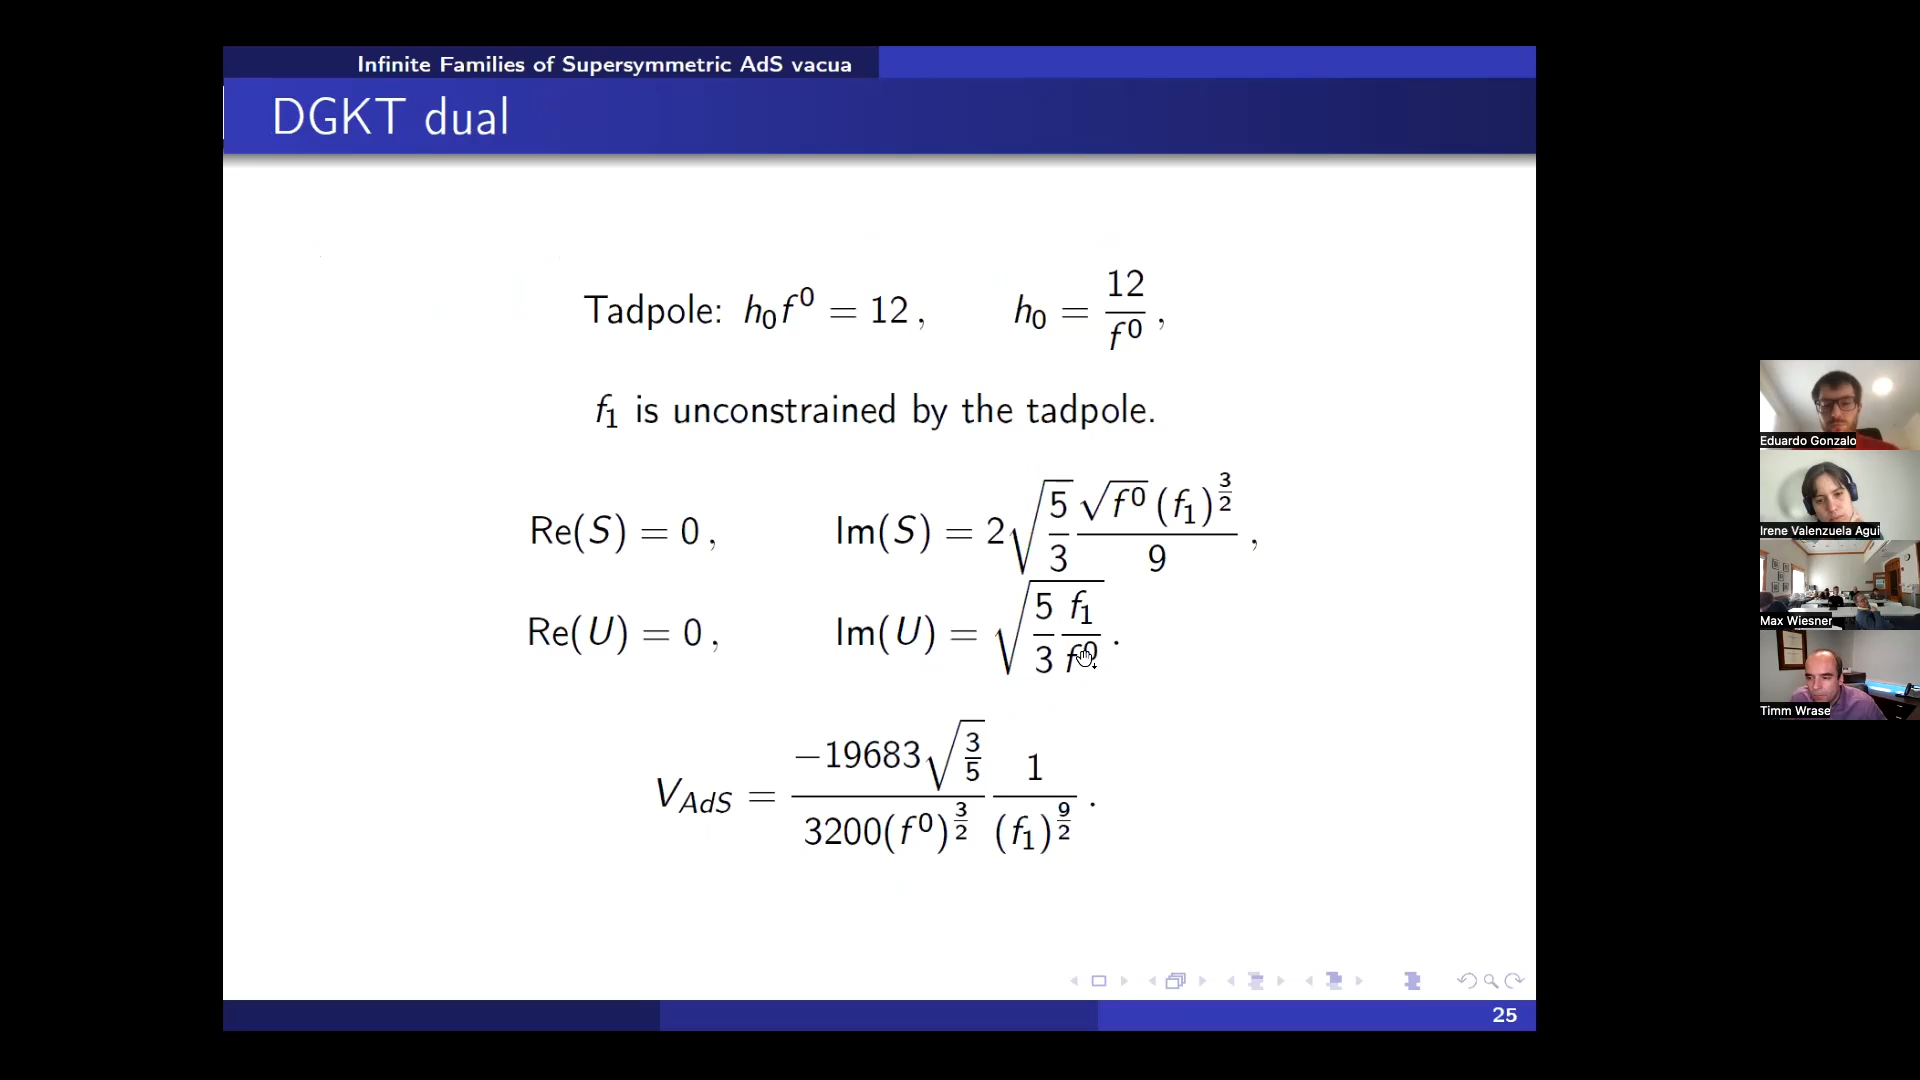 Infinite Families of Supersymmetric AdS vacua
DGKT dual
Tadpole: h₀f⁰ = 12, h₀ = 12/f⁰,
f₁ is unconstrained by the tadpole.
Re(S) = 0, Im(S) = 2√(5/3) √f⁰ (f₁)^(3/2)/9,
Re(U) = 0, Im(U) = √(5/3 f₁/f⁰).
V_AdS = −19683√(3/5)/(3200(f⁰)^(3/2)) 1/(f₁)^(9/2).
25
Eduardo Gonzalo
Irene Valenzuela Agui
Max Wiesner
Timm Wrase